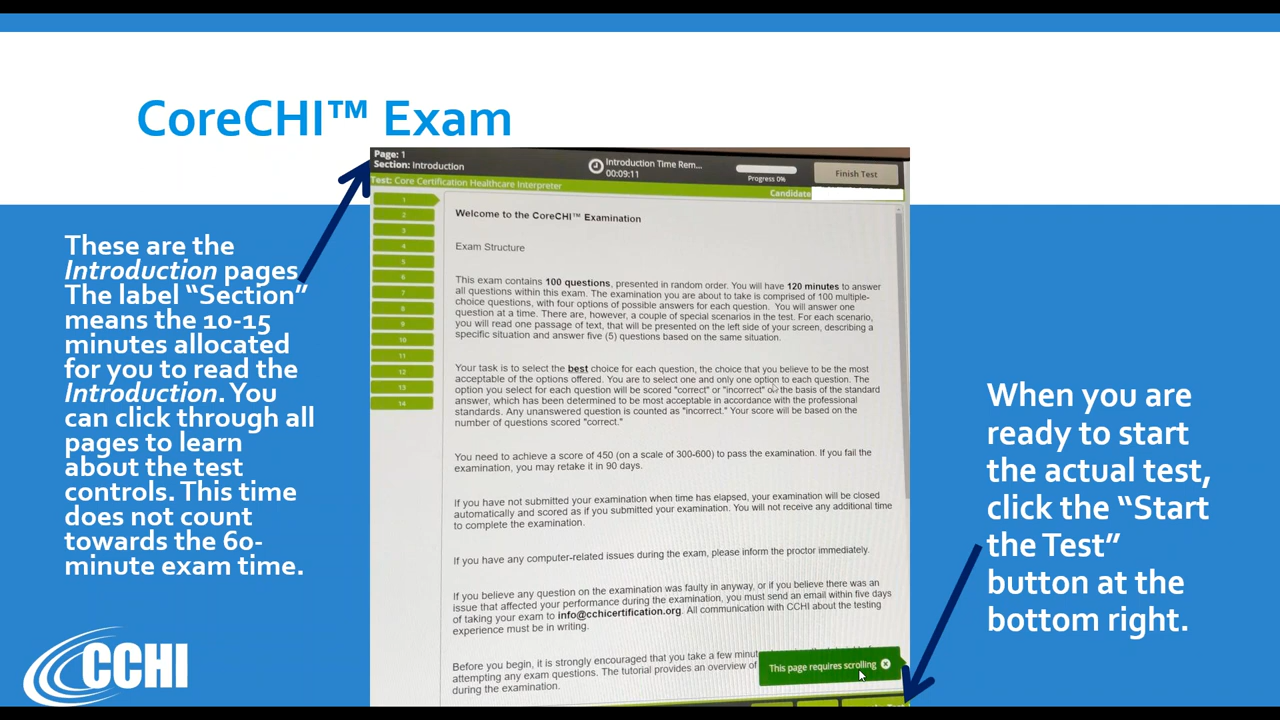 CoreCHI™ Exam
These are the
Introduction pages.
The label “Section”
means the 10-15
minutes allocated
for you to read the
Introduction. You
can click through all
pages to learn
about the test
controls. This time
does not count
towards the 60-
minute exam time.
CCHI
Page: 1
Section: Introduction
Introduction Time Rem...
00:09:11
Progress 0%
Finish Test
Test: Core Certification Healthcare Interpreter
Candidate
1
2
3
4
5
6
7
8
9
10
11
12
13
14
Welcome to the CoreCHI™ Examination
Exam Structure
This exam contains 100 questions, presented in random order. You will have 120 minutes to answer
all questions within this exam. The examination you are about to take is comprised of 100 multiple-
choice questions, with four options of possible answers for each question. You will answer one
question at a time. There are, however, a couple of special scenarios in the test. For each scenario,
you will read one passage of text, that will be presented on the left side of your screen, describing a
specific situation and answer five (5) questions based on the same situation.
Your task is to select the best choice for each question, the choice that you believe to be the most
acceptable of the options offered. You are to select one and only one option to each question. The
option you select for each question will be scored "correct" or "incorrect" on the basis of the standard
answer, which has been determined to be most acceptable in accordance with the professional
standards. Any unanswered question is counted as "incorrect." Your score will be based on the
number of questions scored "correct."
You need to achieve a score of 450 (on a scale of 300-600) to pass the examination. If you fail the
examination, you may retake it in 90 days.
If you have not submitted your examination when time has elapsed, your examination will be closed
automatically and scored as if you submitted your examination. You will not receive any additional time
to complete the examination.
If you have any computer-related issues during the exam, please inform the proctor immediately.
If you believe any question on the examination was faulty in anyway, or if you believe there was an
issue that affected your performance during the examination, you must send an email within five days
of taking your exam to info@cchicertification.org. All communication with CCHI about the testing
experience must be in writing.
Before you begin, it is strongly encouraged that you take a few
attempting any exam questions. The tutorial provides an overview of
during the examination.
This page requires scrolling
When you are
ready to start
the actual test,
click the “Start
the Test”
button at the
bottom right.